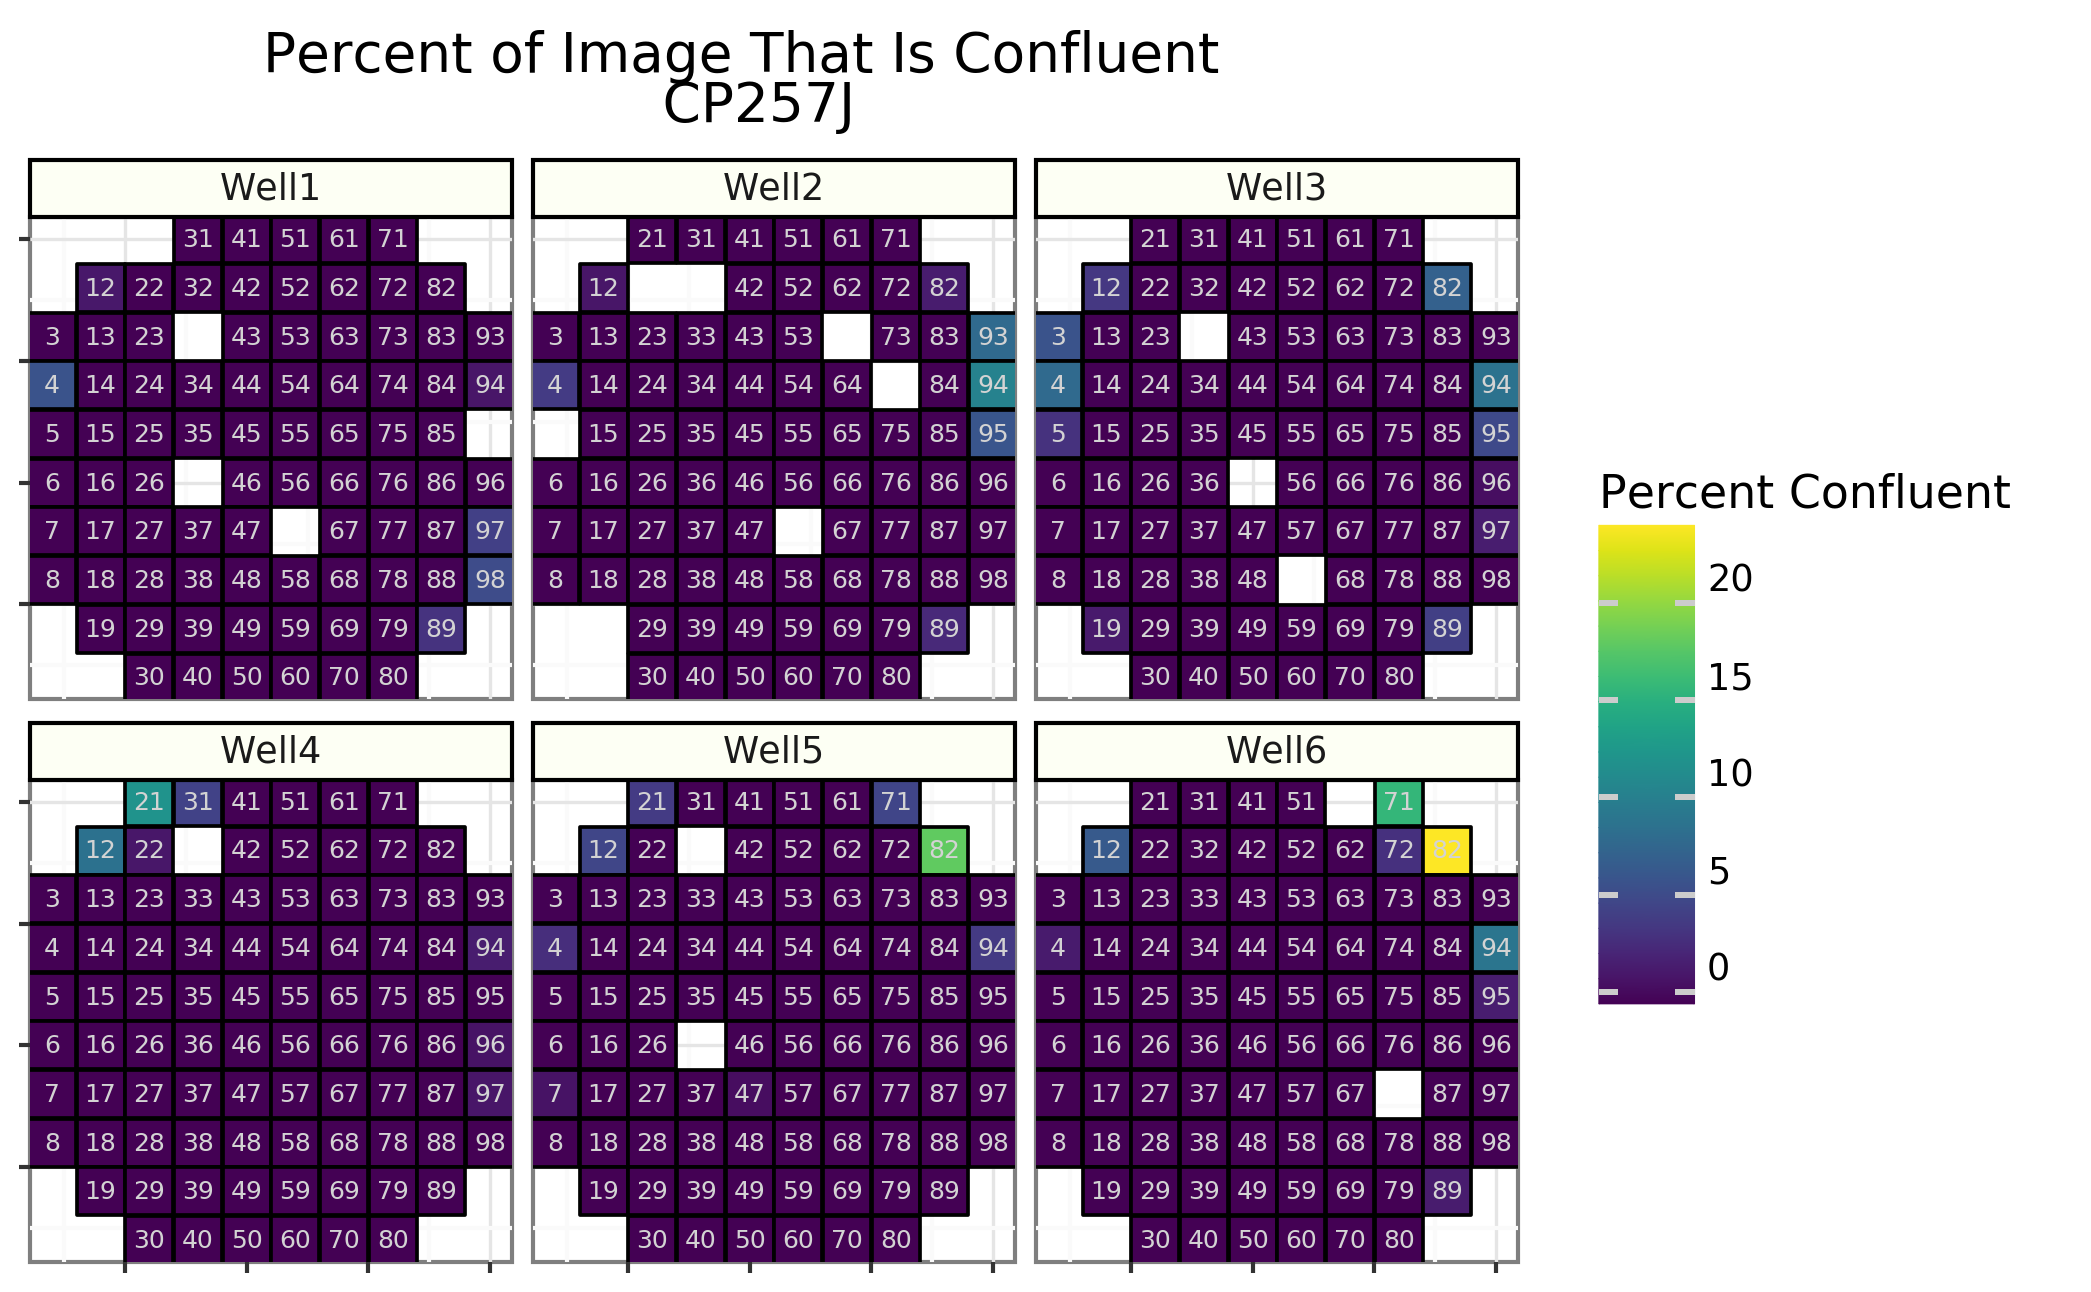 Percent of Image That Is Confluent
CP257J
Well1 Well2 Well3
31 41 51 61 71 21 31 41 51 61 71 21 31 41 51 61 71
12 22 32 42 52 62 72 82 12 42 52 62 72 82 12 22 32 42 52 62 72 82
3 13 23 43 53 63 73 83 93 3 13 23 33 43 53 73 83 93 3 13 23 43 53 63 73 83 93
4 14 24 34 44 54 64 74 84 94 4 14 24 34 44 54 64 84 94 4 14 24 34 44 54 64 74 84 94
5 15 25 35 45 55 65 75 85 15 25 35 45 55 65 75 85 95 5 15 25 35 45 55 65 75 85 95
6 16 26 46 56 66 76 86 96 6 16 26 36 46 56 66 76 86 96 6 16 26 36 56 66 76 86 96
7 17 27 37 47 67 77 87 97 7 17 27 37 47 67 77 87 97 7 17 27 37 47 57 67 77 87 97
8 18 28 38 48 58 68 78 88 98 8 18 28 38 48 58 68 78 88 98 8 18 28 38 48 68 78 88 98
19 29 39 49 59 69 79 89 29 39 49 59 69 79 89 19 29 39 49 59 69 79 89
30 40 50 60 70 80 30 40 50 60 70 80 30 40 50 60 70 80
Well4 Well5 Well6
21 31 41 51 61 71 21 31 41 51 61 71 21 31 41 51 71
12 22 42 52 62 72 82 12 22 42 52 62 72 82 12 22 32 42 52 62 72 82
3 13 23 33 43 53 63 73 83 93 3 13 23 33 43 53 63 73 83 93 3 13 23 33 43 53 63 73 83 93
4 14 24 34 44 54 64 74 84 94 4 14 24 34 44 54 64 74 84 94 4 14 24 34 44 54 64 74 84 94
5 15 25 35 45 55 65 75 85 95 5 15 25 35 45 55 65 75 85 95 5 15 25 35 45 55 65 75 85 95
6 16 26 36 46 56 66 76 86 96 6 16 26 46 56 66 76 86 96 6 16 26 36 46 56 66 76 86 96
7 17 27 37 47 57 67 77 87 97 7 17 27 37 47 57 67 77 87 97 7 17 27 37 47 57 67 87 97
8 18 28 38 48 58 68 78 88 98 8 18 28 38 48 58 68 78 88 98 8 18 28 38 48 58 68 78 88 98
19 29 39 49 59 69 79 89 19 29 39 49 59 69 79 89 19 29 39 49 59 69 79 89
30 40 50 60 70 80 30 40 50 60 70 80 30 40 50 60 70 80
Percent Confluent
20
15
10
5
0